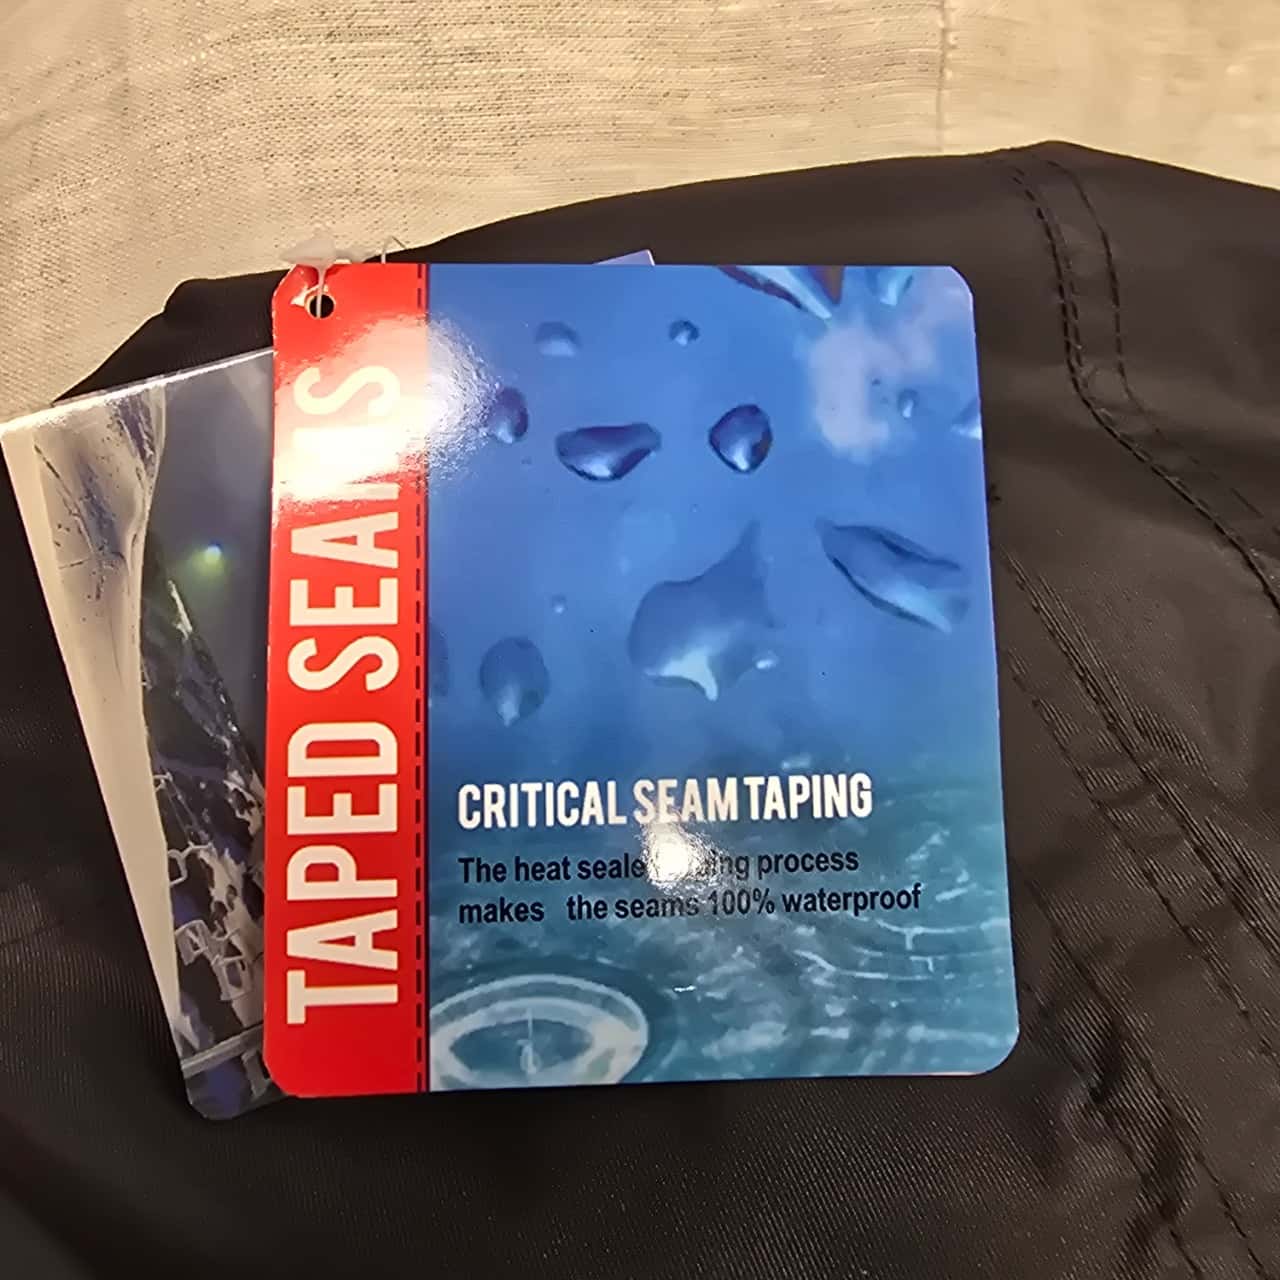 TAPED SEAMS
CRITICAL SEAM TAPING
The heat process
makes the seams 100% waterproof